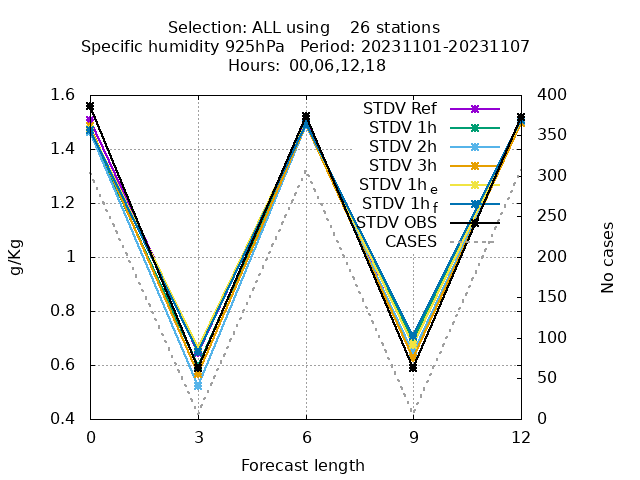 Selection: ALL using    26 stations
Specific humidity 925hPa   Period: 20231101-20231107
Hours: 00,06,12,18
1.6
1.4
1.2
1
0.8
0.6
0.4
g/Kg
400
350
300
250
200
150
100
50
0
No cases
STDV Ref
STDV 1h
STDV 2h
STDV 3h
STDV 1h e
STDV 1h f
STDV OBS
CASES
0 3 6 9 12
Forecast length